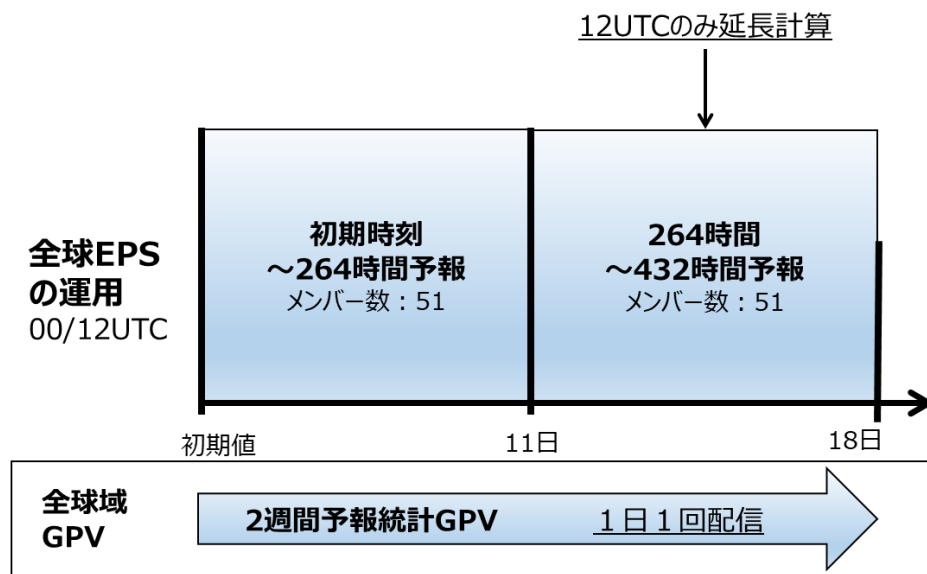 12UTCのみ延長計算
全球EPS
の運用
00/12UTC
初期時刻
～264時間予報
メンバー数：51
264時間
～432時間予報
メンバー数：51
初期値
11日
18日
全球域
GPV
2週間予報統計GPV
１日１回配信